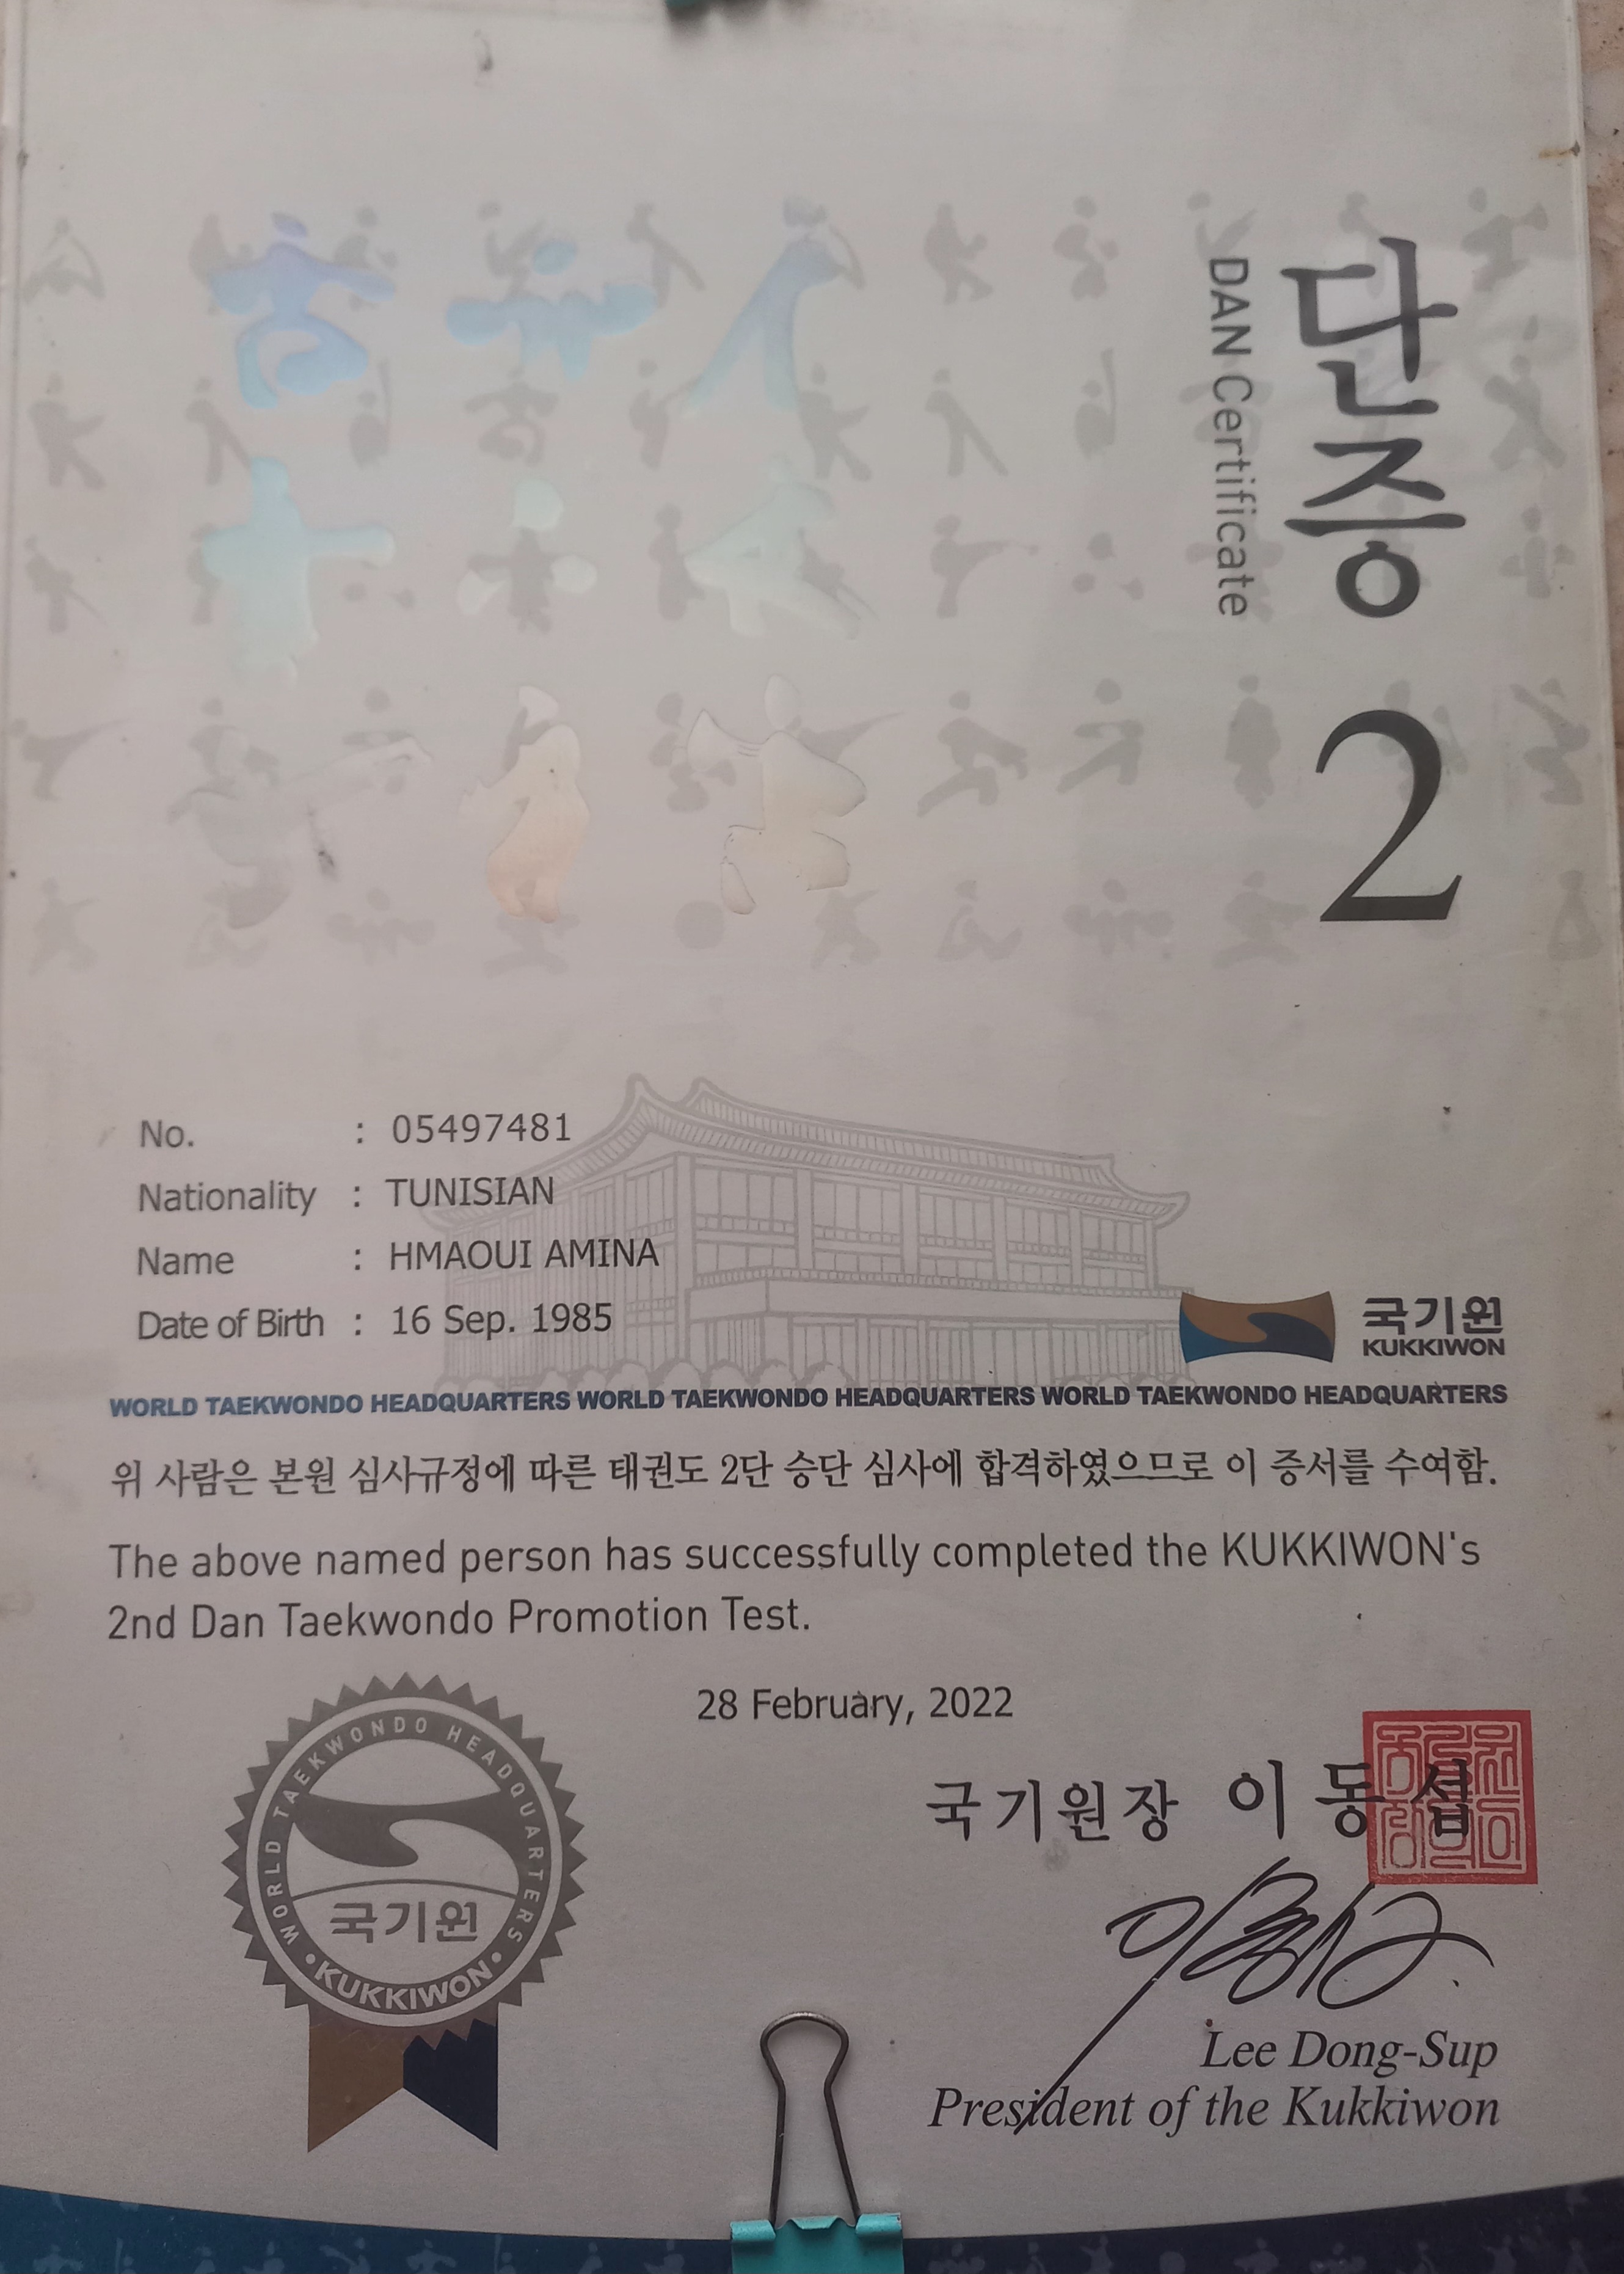 단증 2
DAN Certificate
No. : 05497481
Nationality : TUNISIAN
Name : HMAOUI AMINA
Date of Birth : 16 Sep. 1985
국기원
KUKKIWON
WORLD TAEKWONDO HEADQUARTERS WORLD TAEKWONDO HEADQUARTERS WORLD TAEKWONDO HEADQUARTERS
위 사람은 본원 심사규정에 따른 태권도 2단 승단 심사에 합격하였으므로 이 증서를 수여함.
The above named person has successfully completed the KUKKIWON's
2nd Dan Taekwondo Promotion Test.
28 February, 2022
WORLD TAEKWONDO HEADQUARTERS
국기원
• KUKKIWON •
국기원장 이 동 섭
Lee Dong-Sup
President of the Kukkiwon